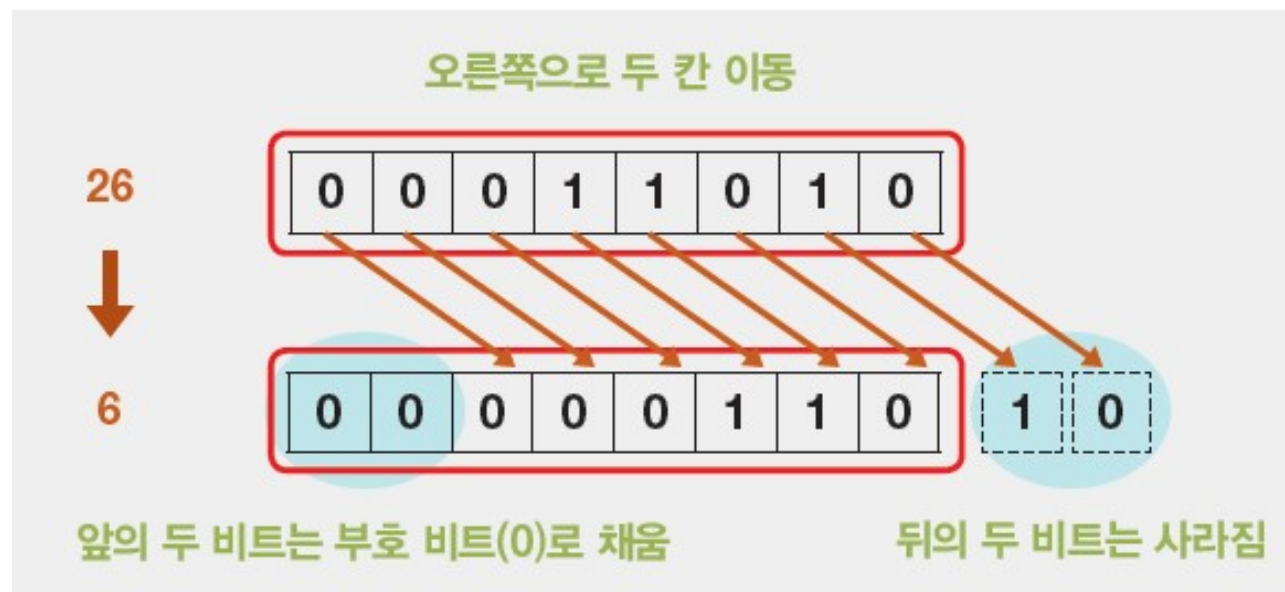 오른쪽으로 두 칸 이동
26
0 0 0 1 1 0 1 0
6
0 0 0 0 0 1 1 0 1 0
앞의 두 비트는 부호 비트(0)로 채움
뒤의 두 비트는 사라짐